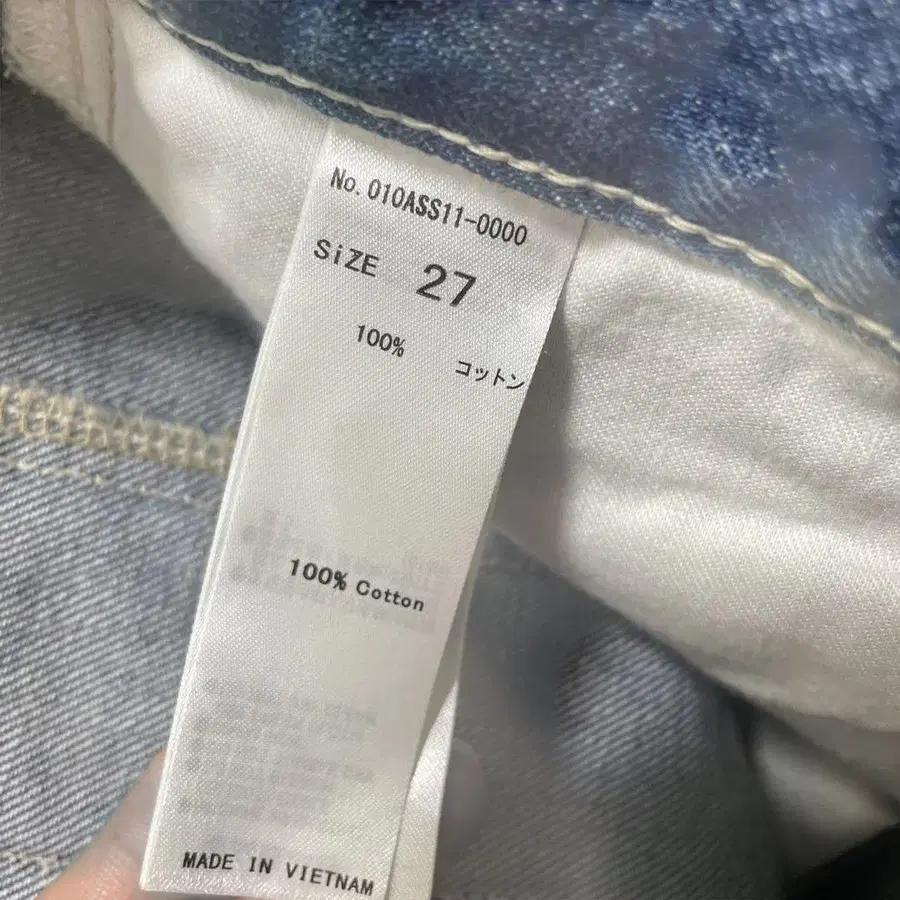 No. 010ASS11-0000
SiZE 27
100% コットン
100% Cotton
MADE IN VIETNAM